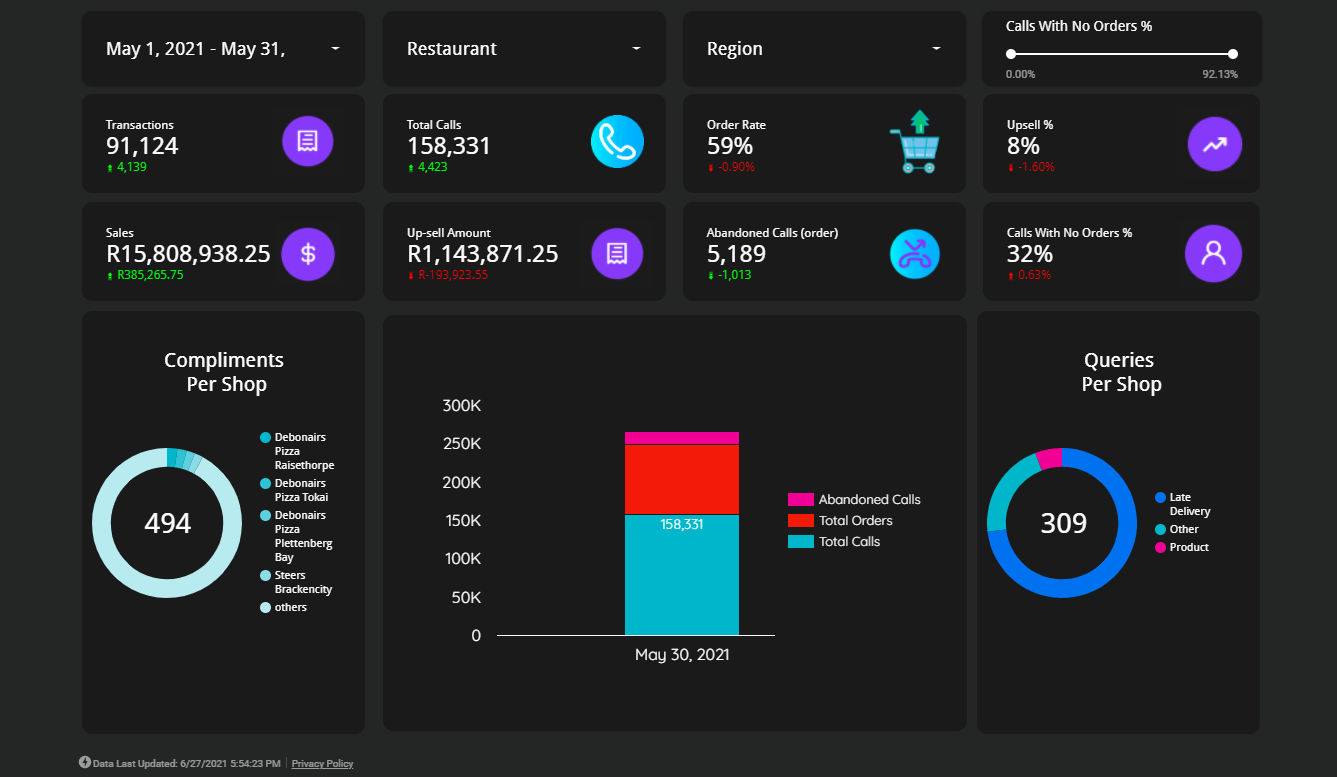 May 1, 2021 - May 31,
Restaurant
Region
Calls With No Orders %
0.00%
92.13%
Transactions
91,124
4,139
Total Calls
158,331
4,423
Order Rate
59%
-0.90%
Upsell %
8%
-1.60%
Sales
R15,808,938.25
R385,265.75
$
Up-sell Amount
R1,143,871.25
R-193,923.55
Abandoned Calls (order)
5,189
-1,013
Calls With No Orders %
32%
0.63%
Compliments
Per Shop
494
Debonairs
Pizza
Raisethorpe
Debonairs
Pizza Tokai
Debonairs
Pizza
Plettenberg
Bay
Steers
Brackencity
others
300K
250K
200K
150K
100K
50K
0
158,331
May 30, 2021
Abandoned Calls
Total Orders
Total Calls
Queries
Per Shop
309
Late
Delivery
Other
Product
Data Last Updated: 6/27/2021 5:54:23 PM
Privacy Policy